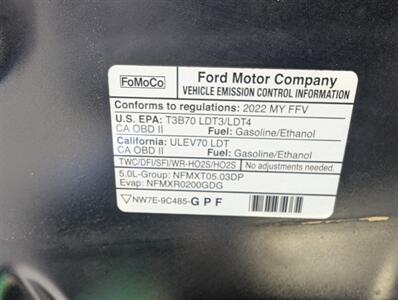 FoMoCo
Ford Motor Company
VEHICLE EMISSION CONTROL INFORMATION
Conforms to regulations: 2022 MY FFV
U.S. EPA: T3B70 LDT3/LDT4
CA OBD II Fuel: Gasoline/Ethanol
California: ULEV70 LDT
CA OBD II Fuel: Gasoline/Ethanol
TWC/DFI/SFI/WR-HO2S/HO2S No adjustments needed.
5.0L-Group: NFMXT05.03DP
Evap: NFMXR0200GDG
NW7E-9C485-GPF